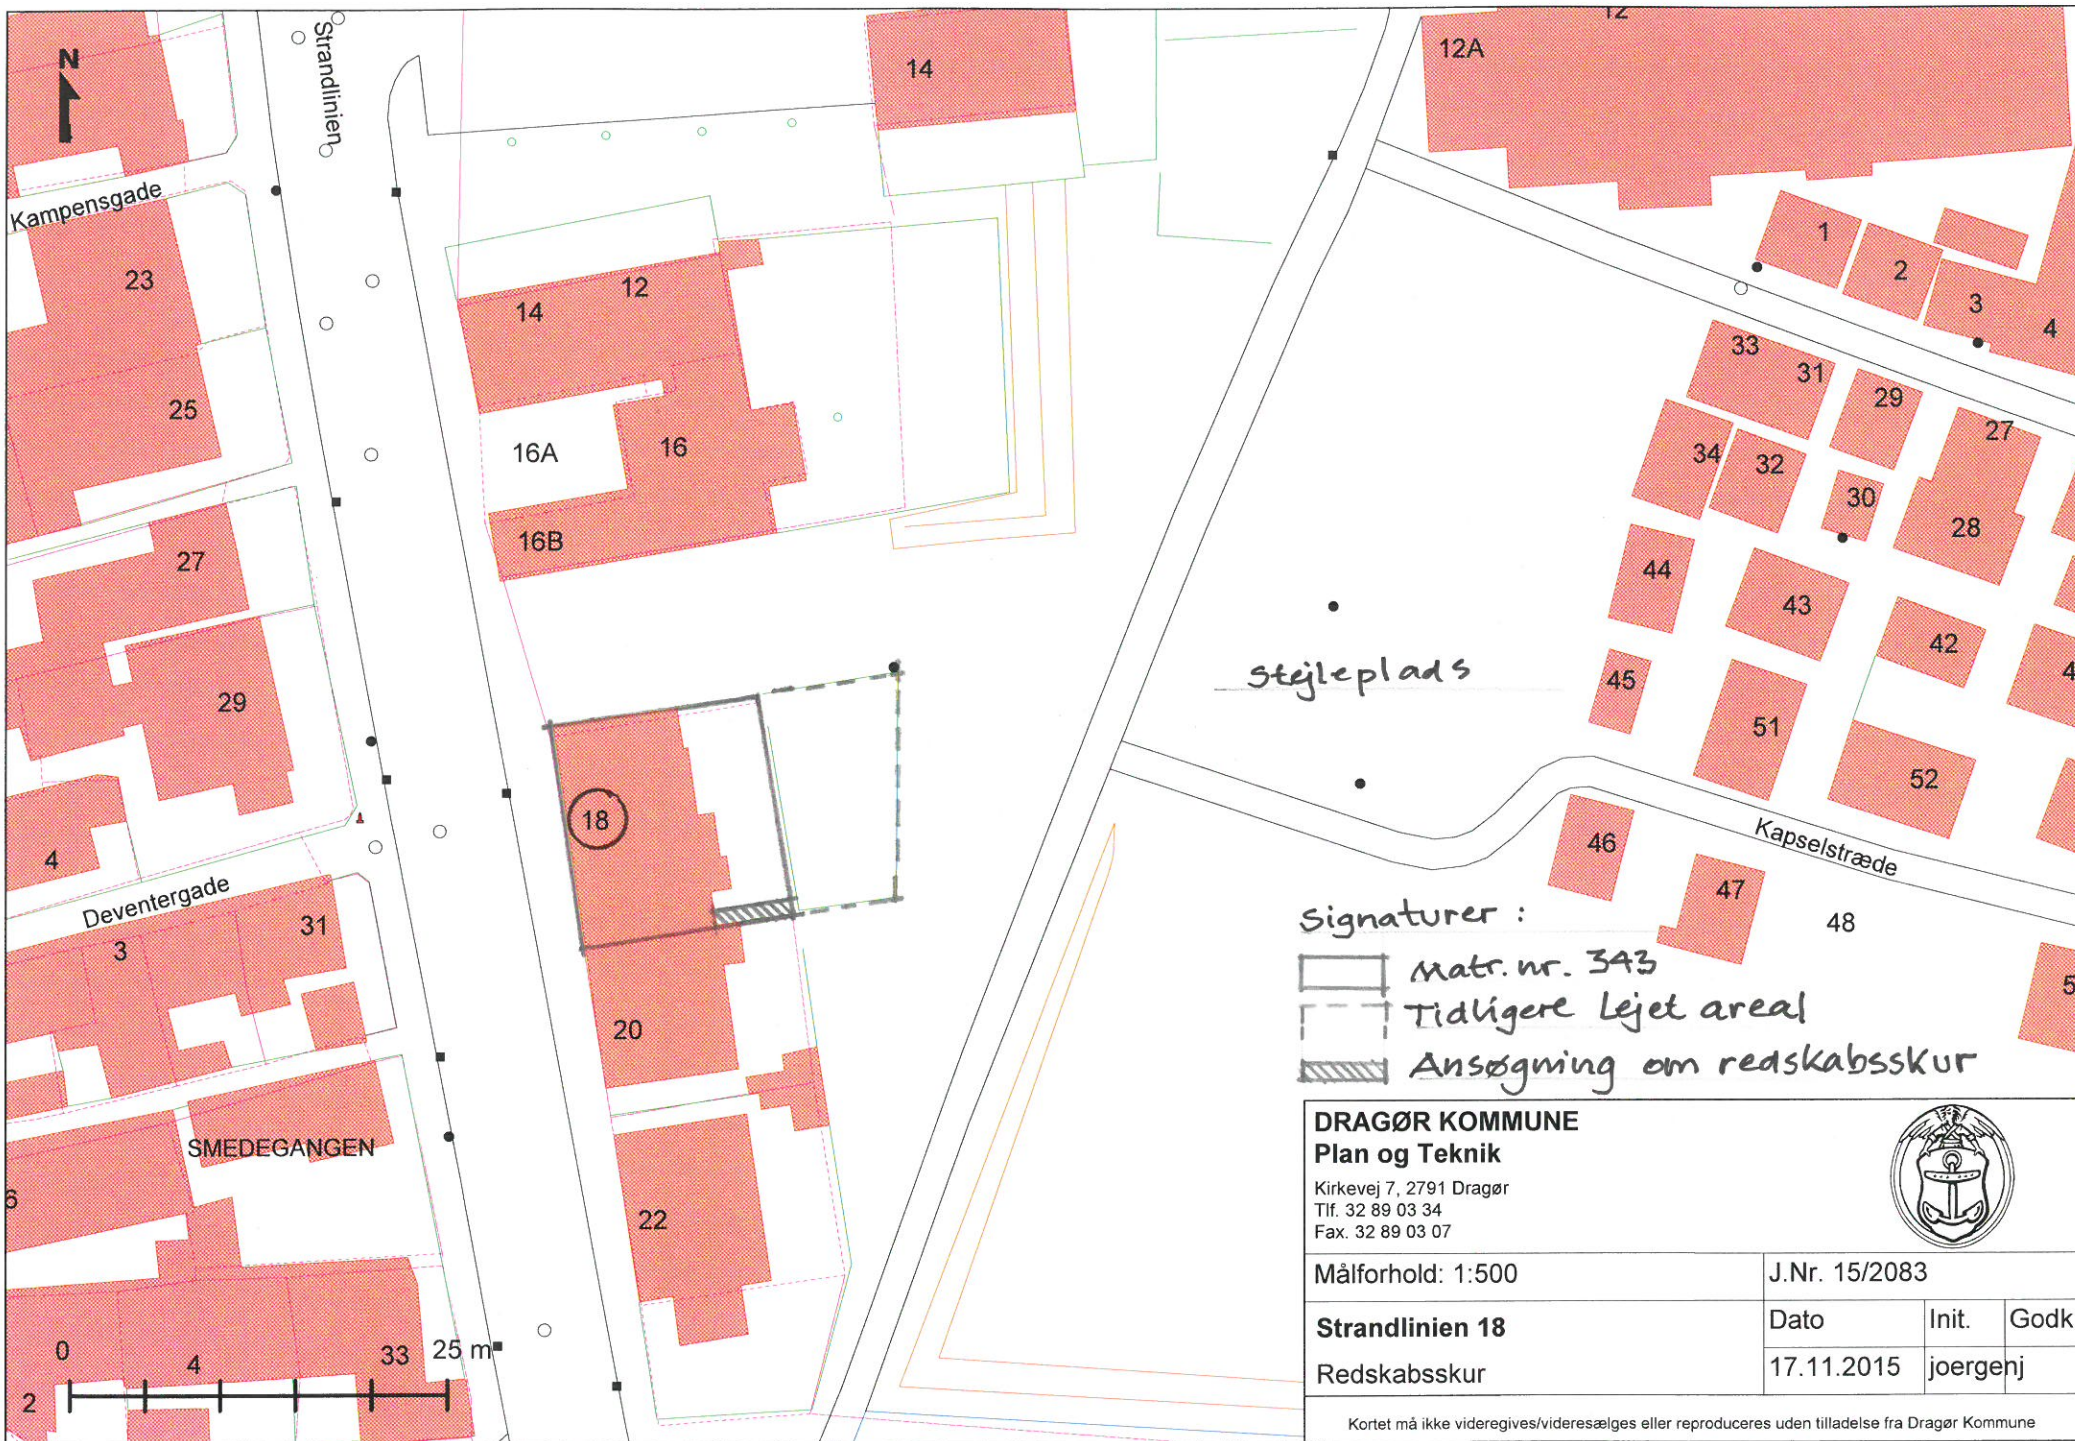 N
Strandlinien
Kampensgade
14
12A
12
23
14
12
1
2
3
4
33
31
29
27
25
16A
16
34
32
30
28
16B
27
44
43
42
4
Stejleplads
45
29
51
52
18
46
Kapselstræde
4
Deventergade
47
48
3
31
5
20
Signaturer :
Matr. nr. 343
Tidligere Lejet areal
Ansøgning om redskabsskur
SMEDEGANGEN
6
22
DRAGØR KOMMUNE
Plan og Teknik
Kirkevej 7, 2791 Dragør
Tlf. 32 89 03 34
Fax. 32 89 03 07
Målforhold: 1:500
J.Nr. 15/2083
Strandlinien 18
Redskabsskur
Dato
Init.
Godk
17.11.2015
joergenj
0
4
33
25 m
2
Kortet må ikke videregives/videresælges eller reproduceres uden tilladelse fra Dragør Kommune